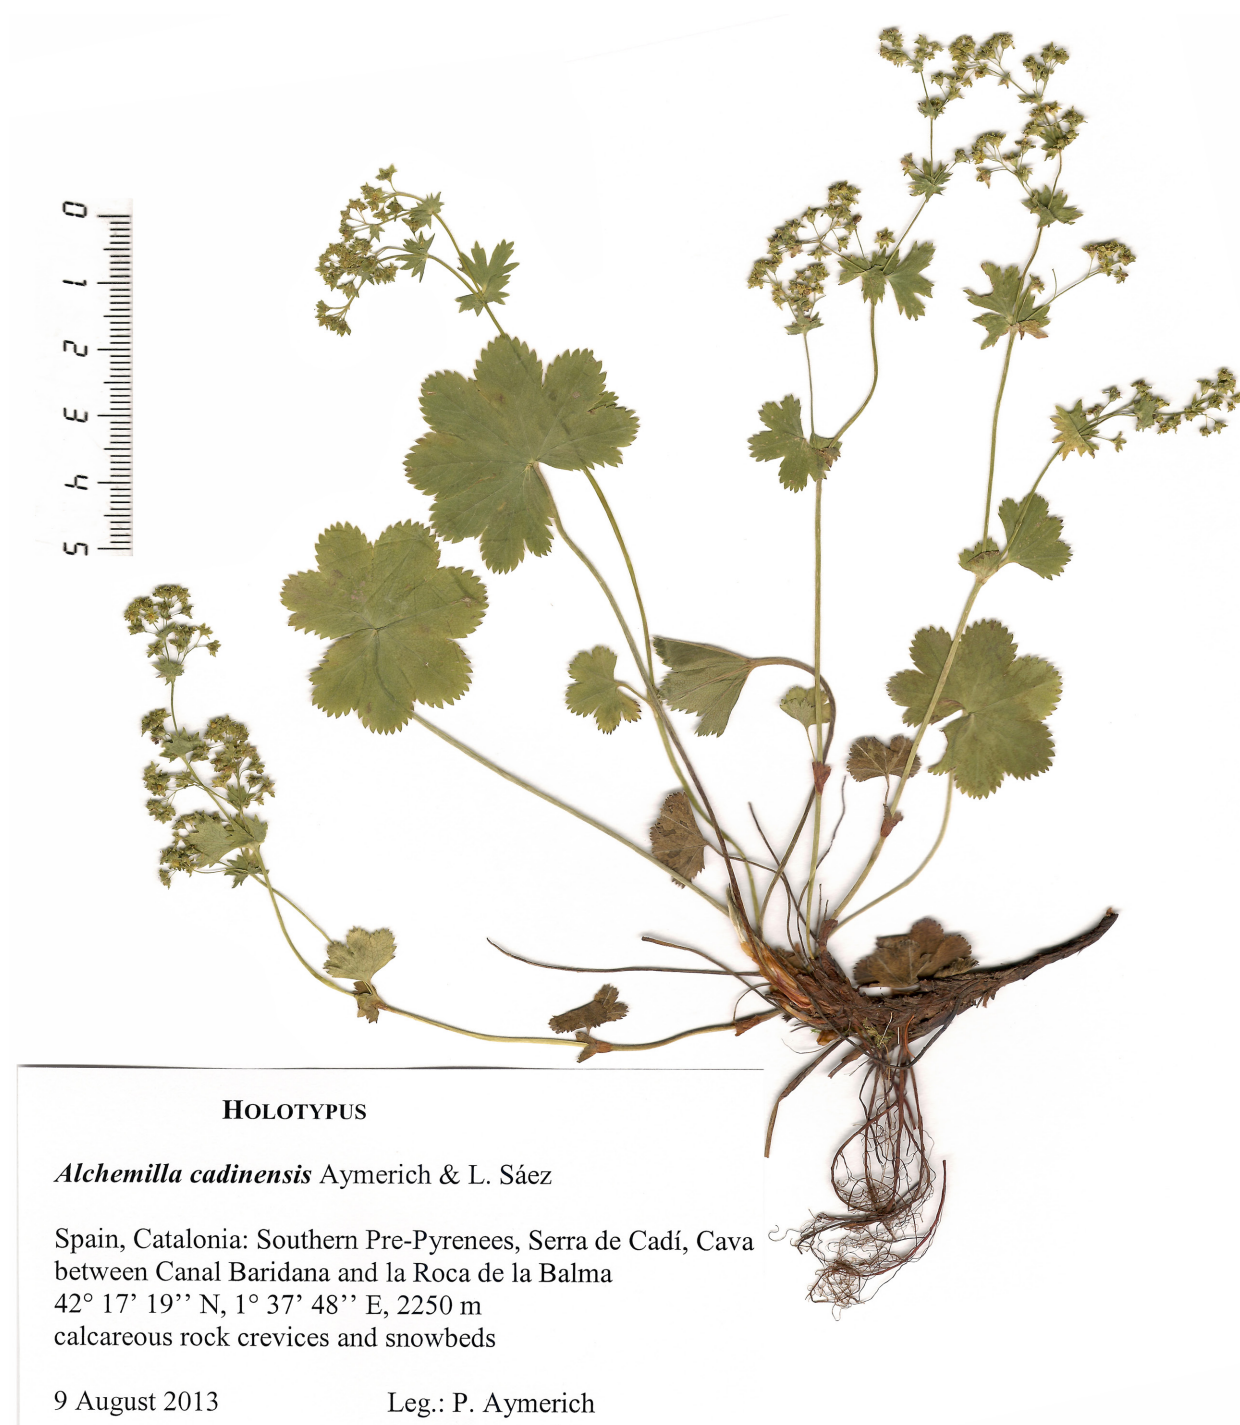 0
1
2
3
4
5
HOLOTYPUS
Alchemilla cadinensis Aymerich & L. Sáez
Spain, Catalonia: Southern Pre-Pyrenees, Serra de Cadí, Cava
between Canal Baridana and la Roca de la Balma
42° 17’ 19’’ N, 1° 37’ 48’’ E, 2250 m
calcareous rock crevices and snowbeds
9 August 2013 Leg.: P. Aymerich